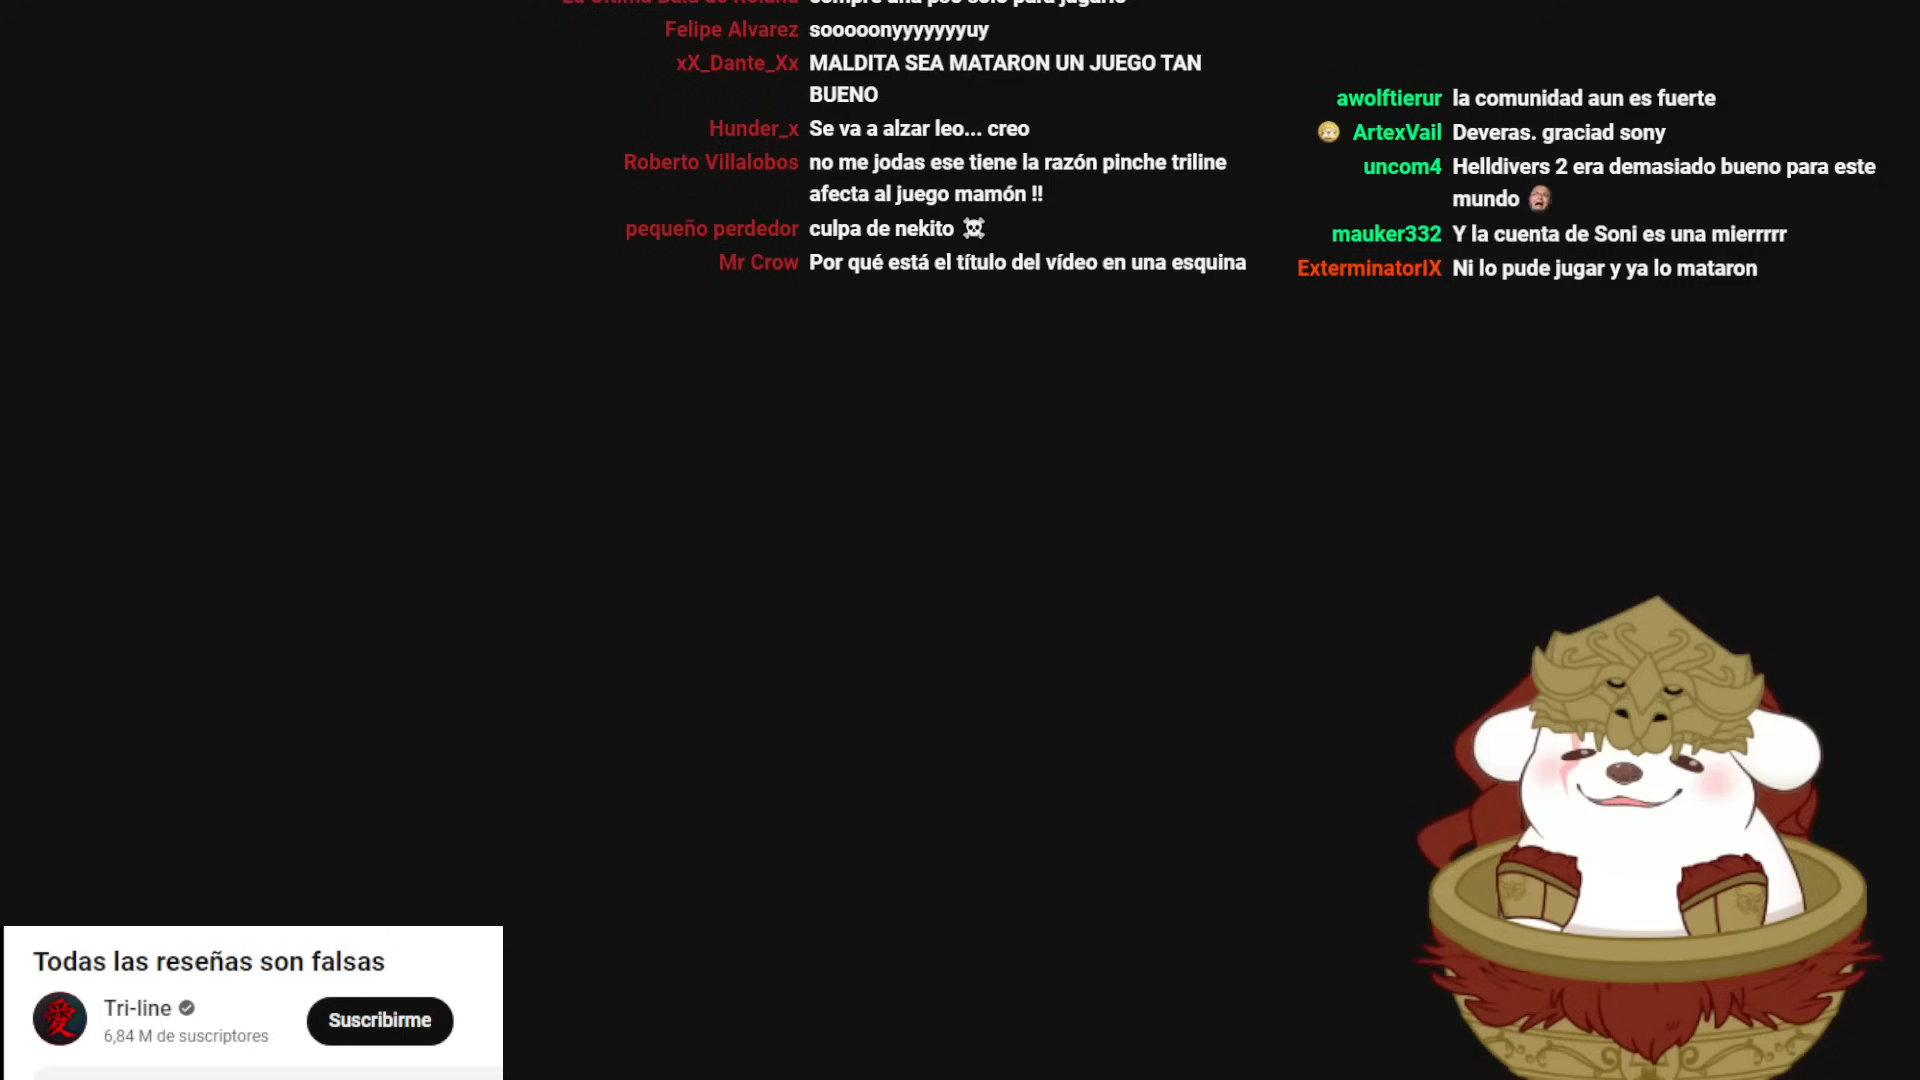 Felipe Alvarez sooooonyyyyyyyuy
xX_Dante_Xx MALDITA SEA MATARON UN JUEGO TAN
BUENO
Hunder_x Se va a alzar leo... creo
Roberto Villalobos no me jodas ese tiene la razón pinche triline
afecta al juego mamón !!
pequeño perdedor culpa de nekito ☠
Mr Crow Por qué está el título del vídeo en una esquina
awolftierur la comunidad aun es fuerte
ArtexVail Deveras. graciad sony
uncom4 Helldivers 2 era demasiado bueno para este
mundo
mauker332 Y la cuenta de Soni es una mierrrrr
ExterminatorIX Ni lo pude jugar y ya lo mataron
Todas las reseñas son falsas
愛
Tri-line
Suscribirme
6,84 M de suscriptores